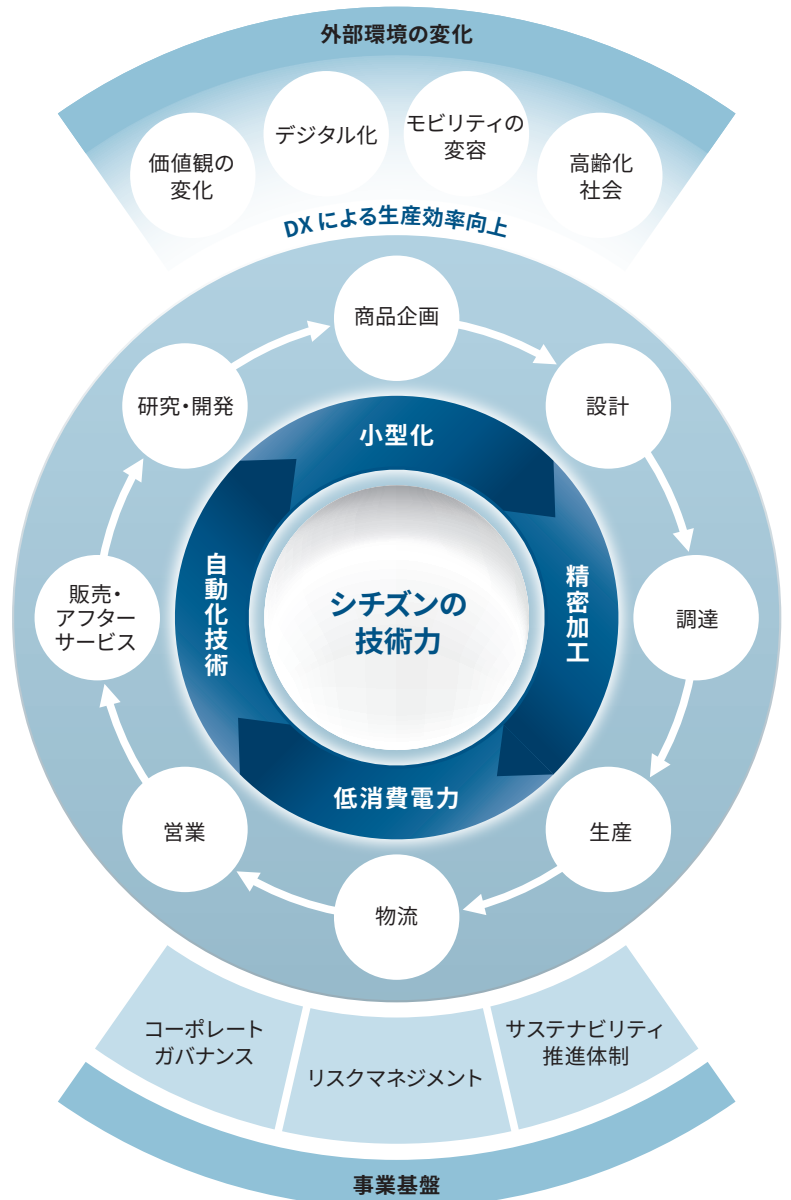 外部環境の変化
価値観の
変化
デジタル化
モビリティの
変容
高齢化
社会
DXによる生産効率向上
商品企画
設計
調達
生産
物流
営業
販売・
アフター
サービス
研究・開発
小型化
精密加工
低消費電力
自動化技術
シチズンの
技術力
コーポレート
ガバナンス
リスクマネジメント
サステナビリティ
推進体制
事業基盤